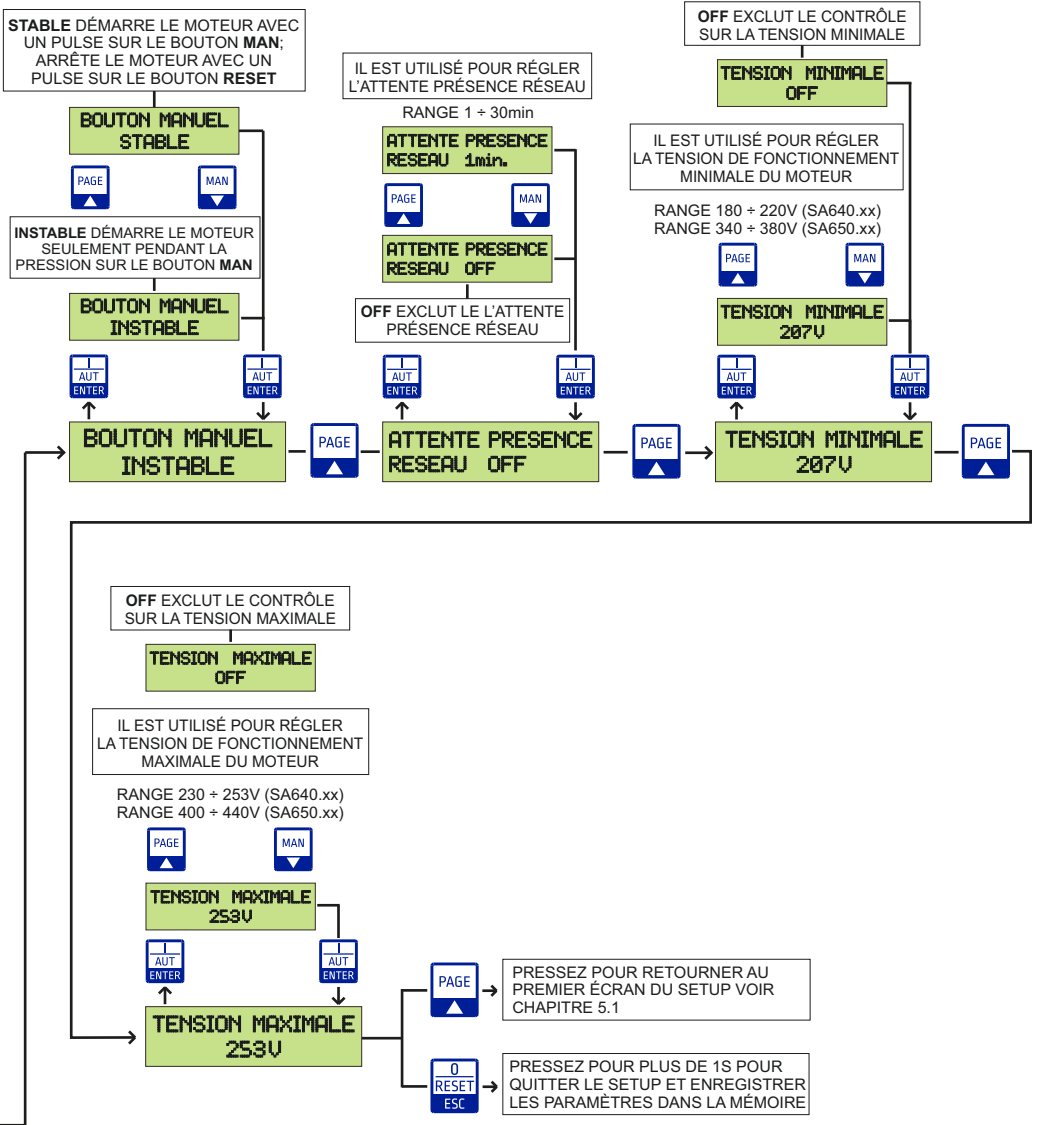 STABLE DÉMARRE LE MOTEUR AVEC
UN PULSE SUR LE BOUTON MAN;
ARRÊTE LE MOTEUR AVEC UN
PULSE SUR LE BOUTON RESET
BOUTON MANUEL
STABLE
PAGE
MAN
INSTABLE DÉMARRE LE MOTEUR
SEULEMENT PENDANT LA
PRESSION SUR LE BOUTON MAN
BOUTON MANUEL
INSTABLE
I
AUT
ENTER
I
AUT
ENTER
BOUTON MANUEL
INSTABLE
PAGE
IL EST UTILISÉ POUR RÉGLER
L'ATTENTE PRÉSENCE RÉSEAU
RANGE 1 ÷ 30min
ATTENTE PRESENCE
RESEAU 1min.
PAGE
MAN
ATTENTE PRESENCE
RESEAU OFF
OFF EXCLUT LE L'ATTENTE
PRÉSENCE RÉSEAU
I
AUT
ENTER
I
AUT
ENTER
ATTENTE PRESENCE
RESEAU OFF
PAGE
OFF EXCLUT LE CONTRÔLE
SUR LA TENSION MINIMALE
TENSION MINIMALE
OFF
IL EST UTILISÉ POUR RÉGLER
LA TENSION DE FONCTIONNEMENT
MINIMALE DU MOTEUR
RANGE 180 ÷ 220V (SA640.xx)
RANGE 340 ÷ 380V (SA650.xx)
PAGE
MAN
TENSION MINIMALE
207V
I
AUT
ENTER
I
AUT
ENTER
TENSION MINIMALE
207V
PAGE
OFF EXCLUT LE CONTRÔLE
SUR LA TENSION MAXIMALE
TENSION MAXIMALE
OFF
IL EST UTILISÉ POUR RÉGLER
LA TENSION DE FONCTIONNEMENT
MAXIMALE DU MOTEUR
RANGE 230 ÷ 253V (SA640.xx)
RANGE 400 ÷ 440V (SA650.xx)
PAGE
MAN
TENSION MAXIMALE
253V
I
AUT
ENTER
I
AUT
ENTER
TENSION MAXIMALE
253V
PAGE
PRESSEZ POUR RETOURNER AU
PREMIER ÉCRAN DU SETUP VOIR
CHAPITRE 5.1
0
RESET
ESC
PRESSEZ POUR PLUS DE 1S POUR
QUITTER LE SETUP ET ENREGISTRER
LES PARAMÈTRES DANS LA MÉMOIRE